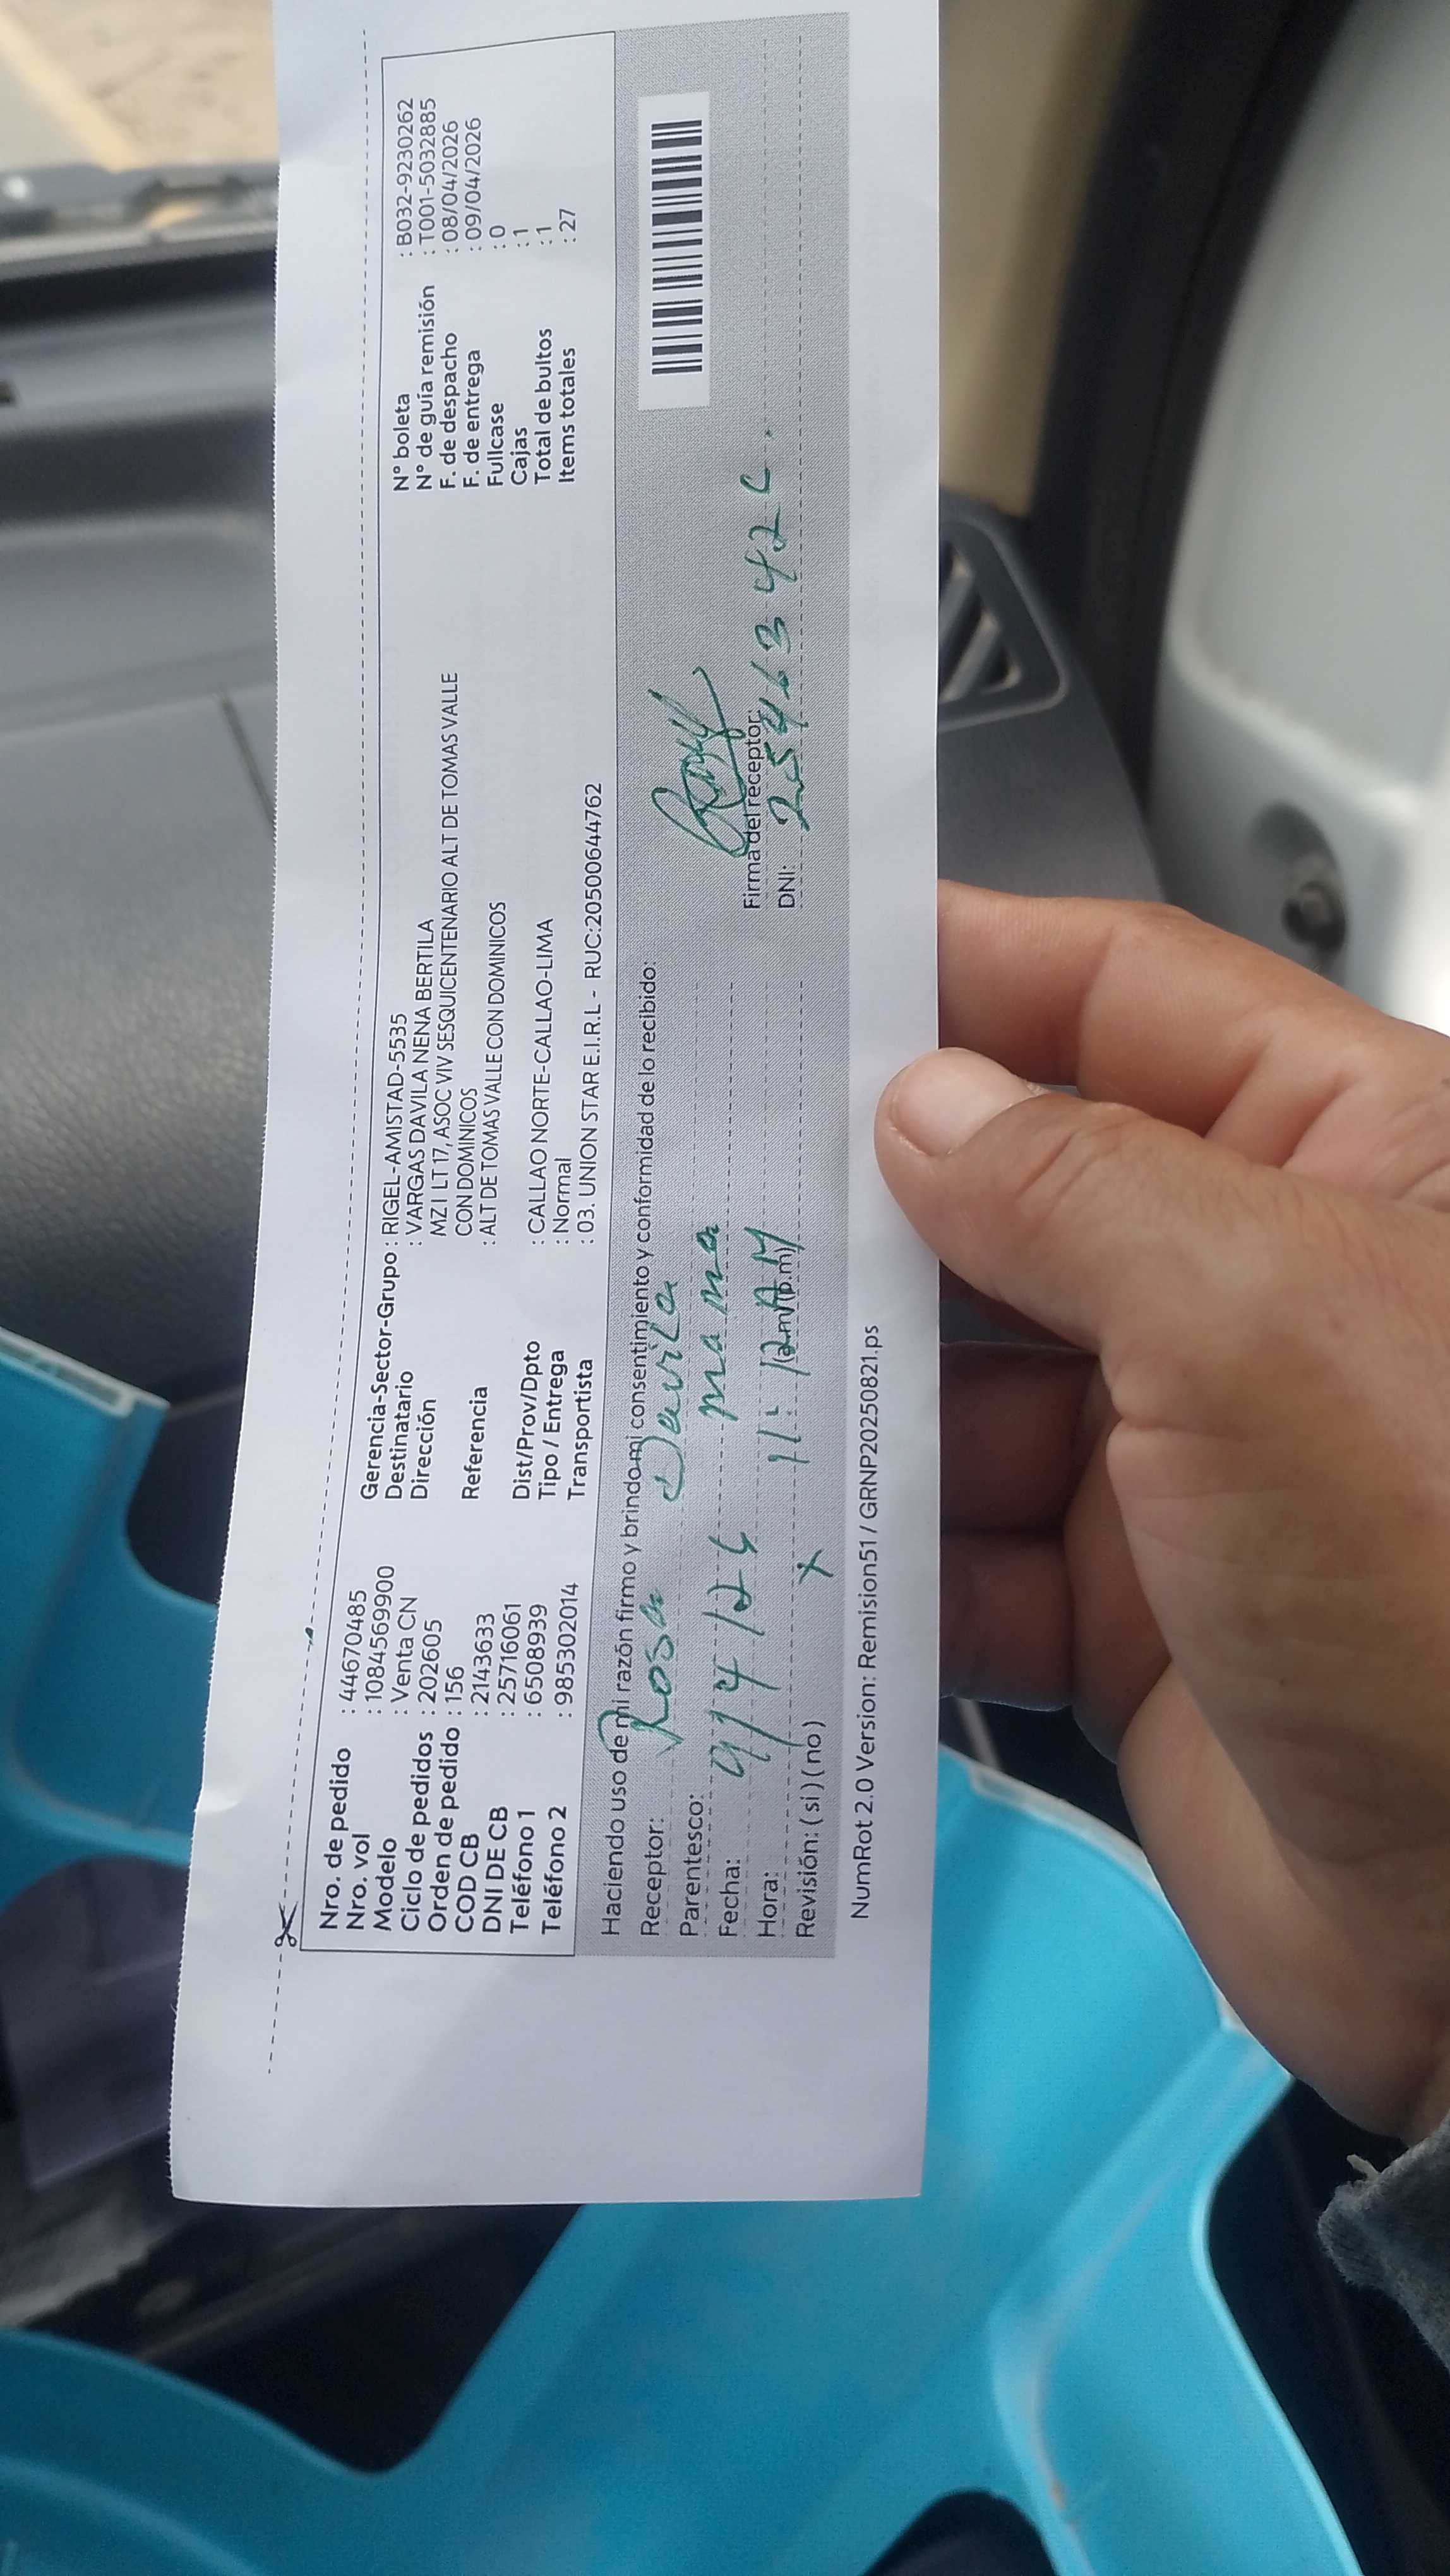 Nro. de pedido : 44670485
Nro. vol : 1084569900
Modelo : Venta CN
Ciclo de pedidos : 202605
Orden de pedido : 156
COD CB : 2143633
DNI DE CB : 25716061
Teléfono 1 : 6508939
Teléfono 2 : 985302014
Gerencia-Sector-Grupo : RIGEL-AMISTAD-5535
Destinatario : VARGAS DAVILA NENA BERTILA
Dirección MZ I LT 17, ASOC VIV SESQUICENTENARIO ALT DE TOMAS VALLE
CON DOMINICOS
Referencia : ALT DE TOMAS VALLE CON DOMINICOS
Dist/Prov/Dpto : CALLAO NORTE-CALLAO-LIMA
Tipo / Entrega : Normal
Transportista : 03. UNION STAR E.I.R.L - RUC:20500644762
N° boleta : B032-9230262
N° de guía remisión : T001-5032885
F. de despacho : 08/04/2026
F. de entrega : 09/04/2026
Fullcase : 0
Cajas : 1
Total de bultos : 1
Items totales : 27
Haciendo uso de mi razón firmo y brindo mi consentimiento y conformidad de lo recibido:
Receptor: Rosa Davila
Parentesco: mama
Fecha: 9/4/26
Hora: 11:12 AM (a.m)/(p.m)
Revisión: ( si ) ( no ) X
Firma del receptor:
DNI:
NumRot 2.0 Version: Remision51 / GRNP20250821.ps